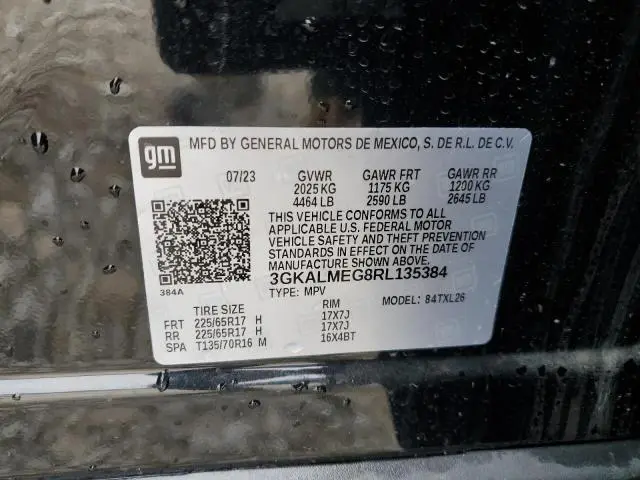 gm
MFD BY GENERAL MOTORS DE MEXICO, S. DE R.L. DE C.V.
07/23 GVWR GAWR FRT GAWR RR
2025 KG 1175 KG 1200 KG
4464 LB 2590 LB 2645 LB
THIS VEHICLE CONFORMS TO ALL
APPLICABLE U.S. FEDERAL MOTOR
VEHICLE SAFETY AND THEFT PREVENTION
STANDARDS IN EFFECT ON THE DATE OF
MANUFACTURE SHOWN ABOVE.
384A 3GKALMEG8RL135384
TYPE: MPV MODEL: 84TXL26
TIRE SIZE RIM
FRT 225/65R17 H 17X7J
RR 225/65R17 H 17X7J
SPA T135/70R16 M 16X4BT